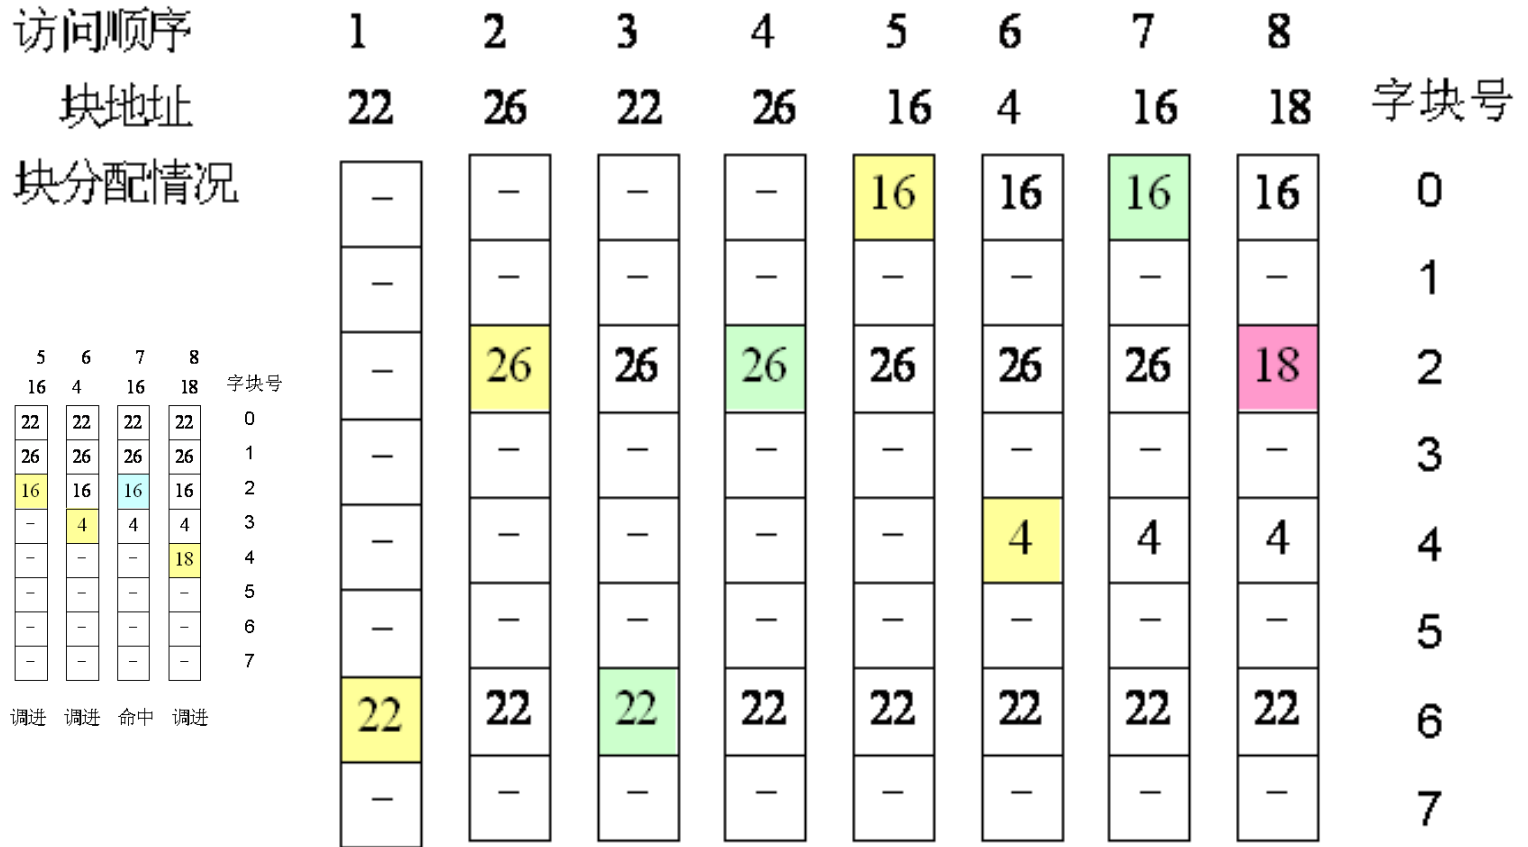 访问顺序 1 2 3 4 5 6 7 8
块地址 22 26 22 26 16 4 16 18 字块号
块分配情况 – – – – 16 16 16 16 0
– – – – – – – – 1
– 26 26 26 26 26 26 18 2
– – – – – – – – 3
– – – – – 4 4 4 4
– – – – – – – – 5
22 22 22 22 22 22 22 22 6
– – – – – – – – 7
5 6 7 8
16 4 16 18 字块号
22 22 22 22 0
26 26 26 26 1
16 16 16 16 2
– 4 4 4 3
– – – 18 4
– – – – 5
– – – – 6
– – – – 7
调进 调进 命中 调进